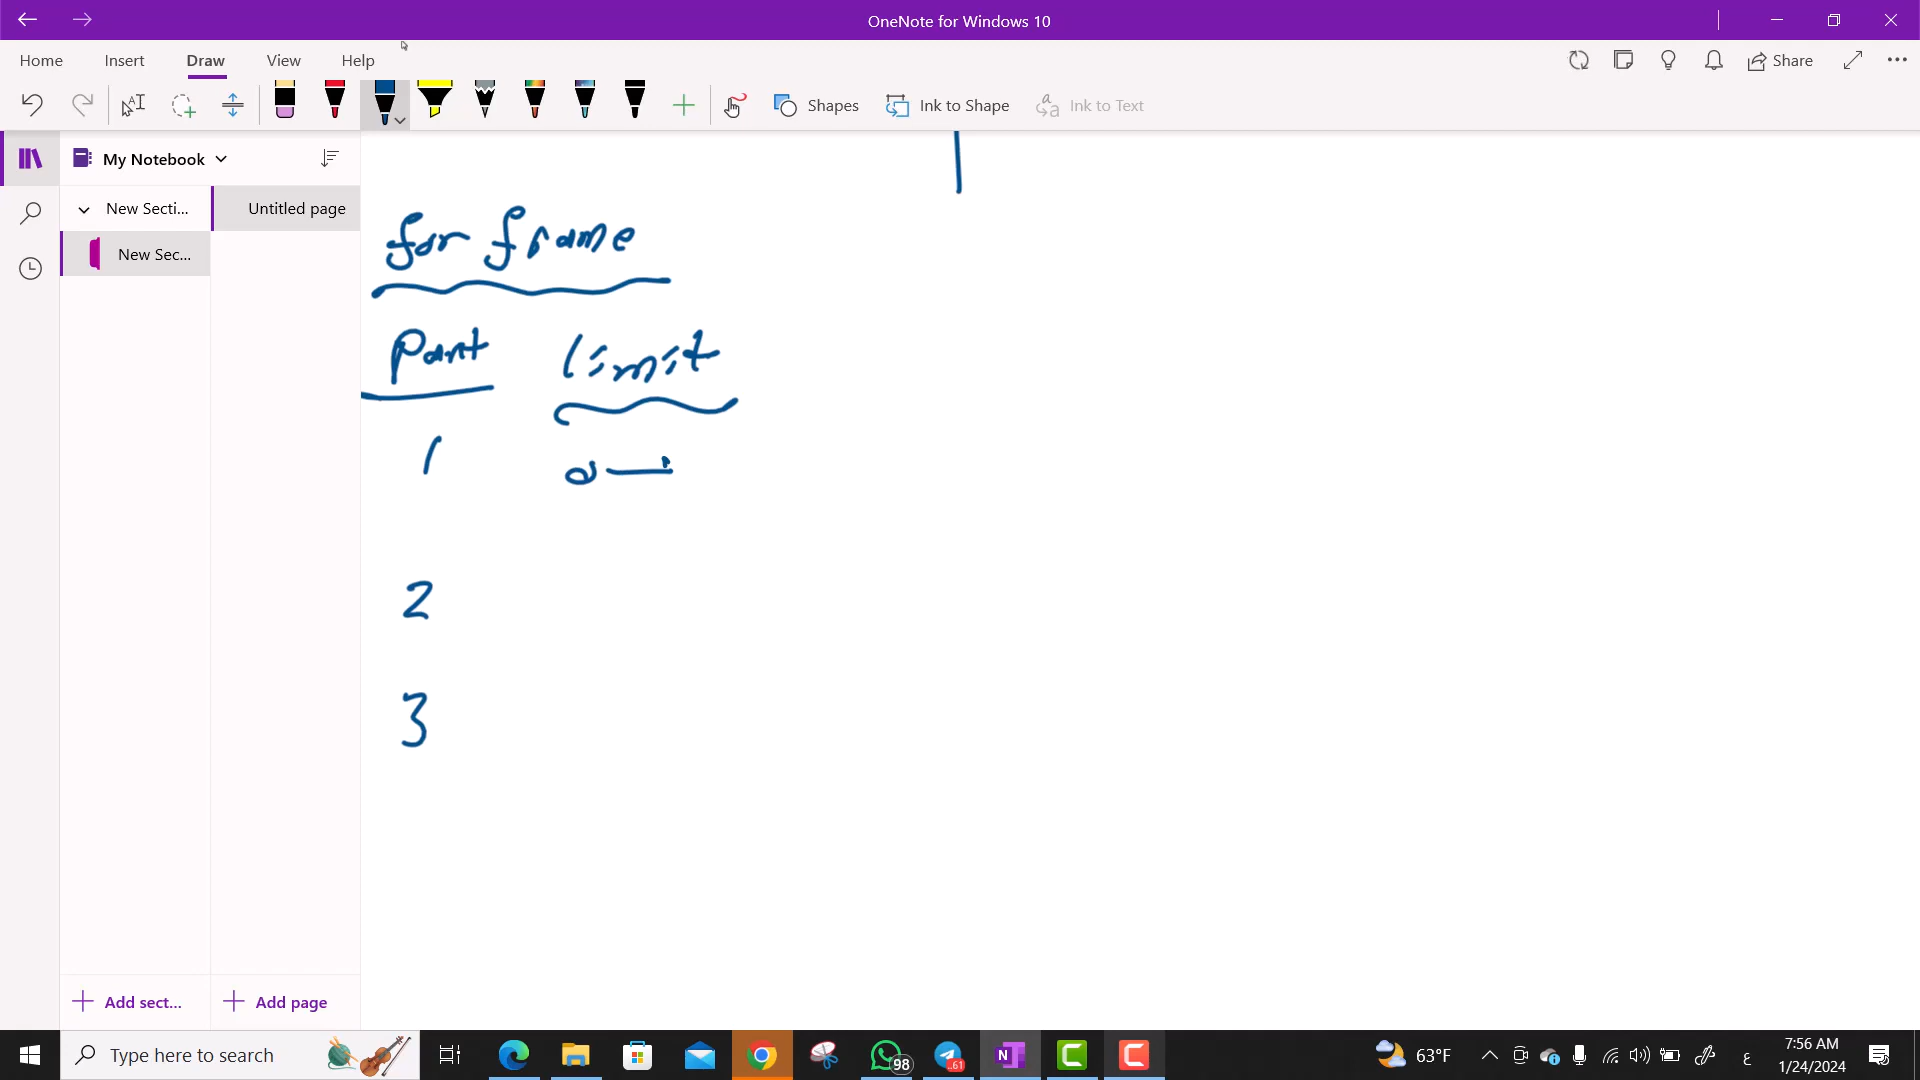 OneNote for Windows 10
Home Insert Draw View Help
Share
Shapes Ink to Shape Ink to Text
My Notebook
New Secti... Untitled page
New Sec...
for frame
Part limit
1
2
3
Add sect... Add page
Type here to search
98
61
63°F
ع
7:56 AM
1/24/2024